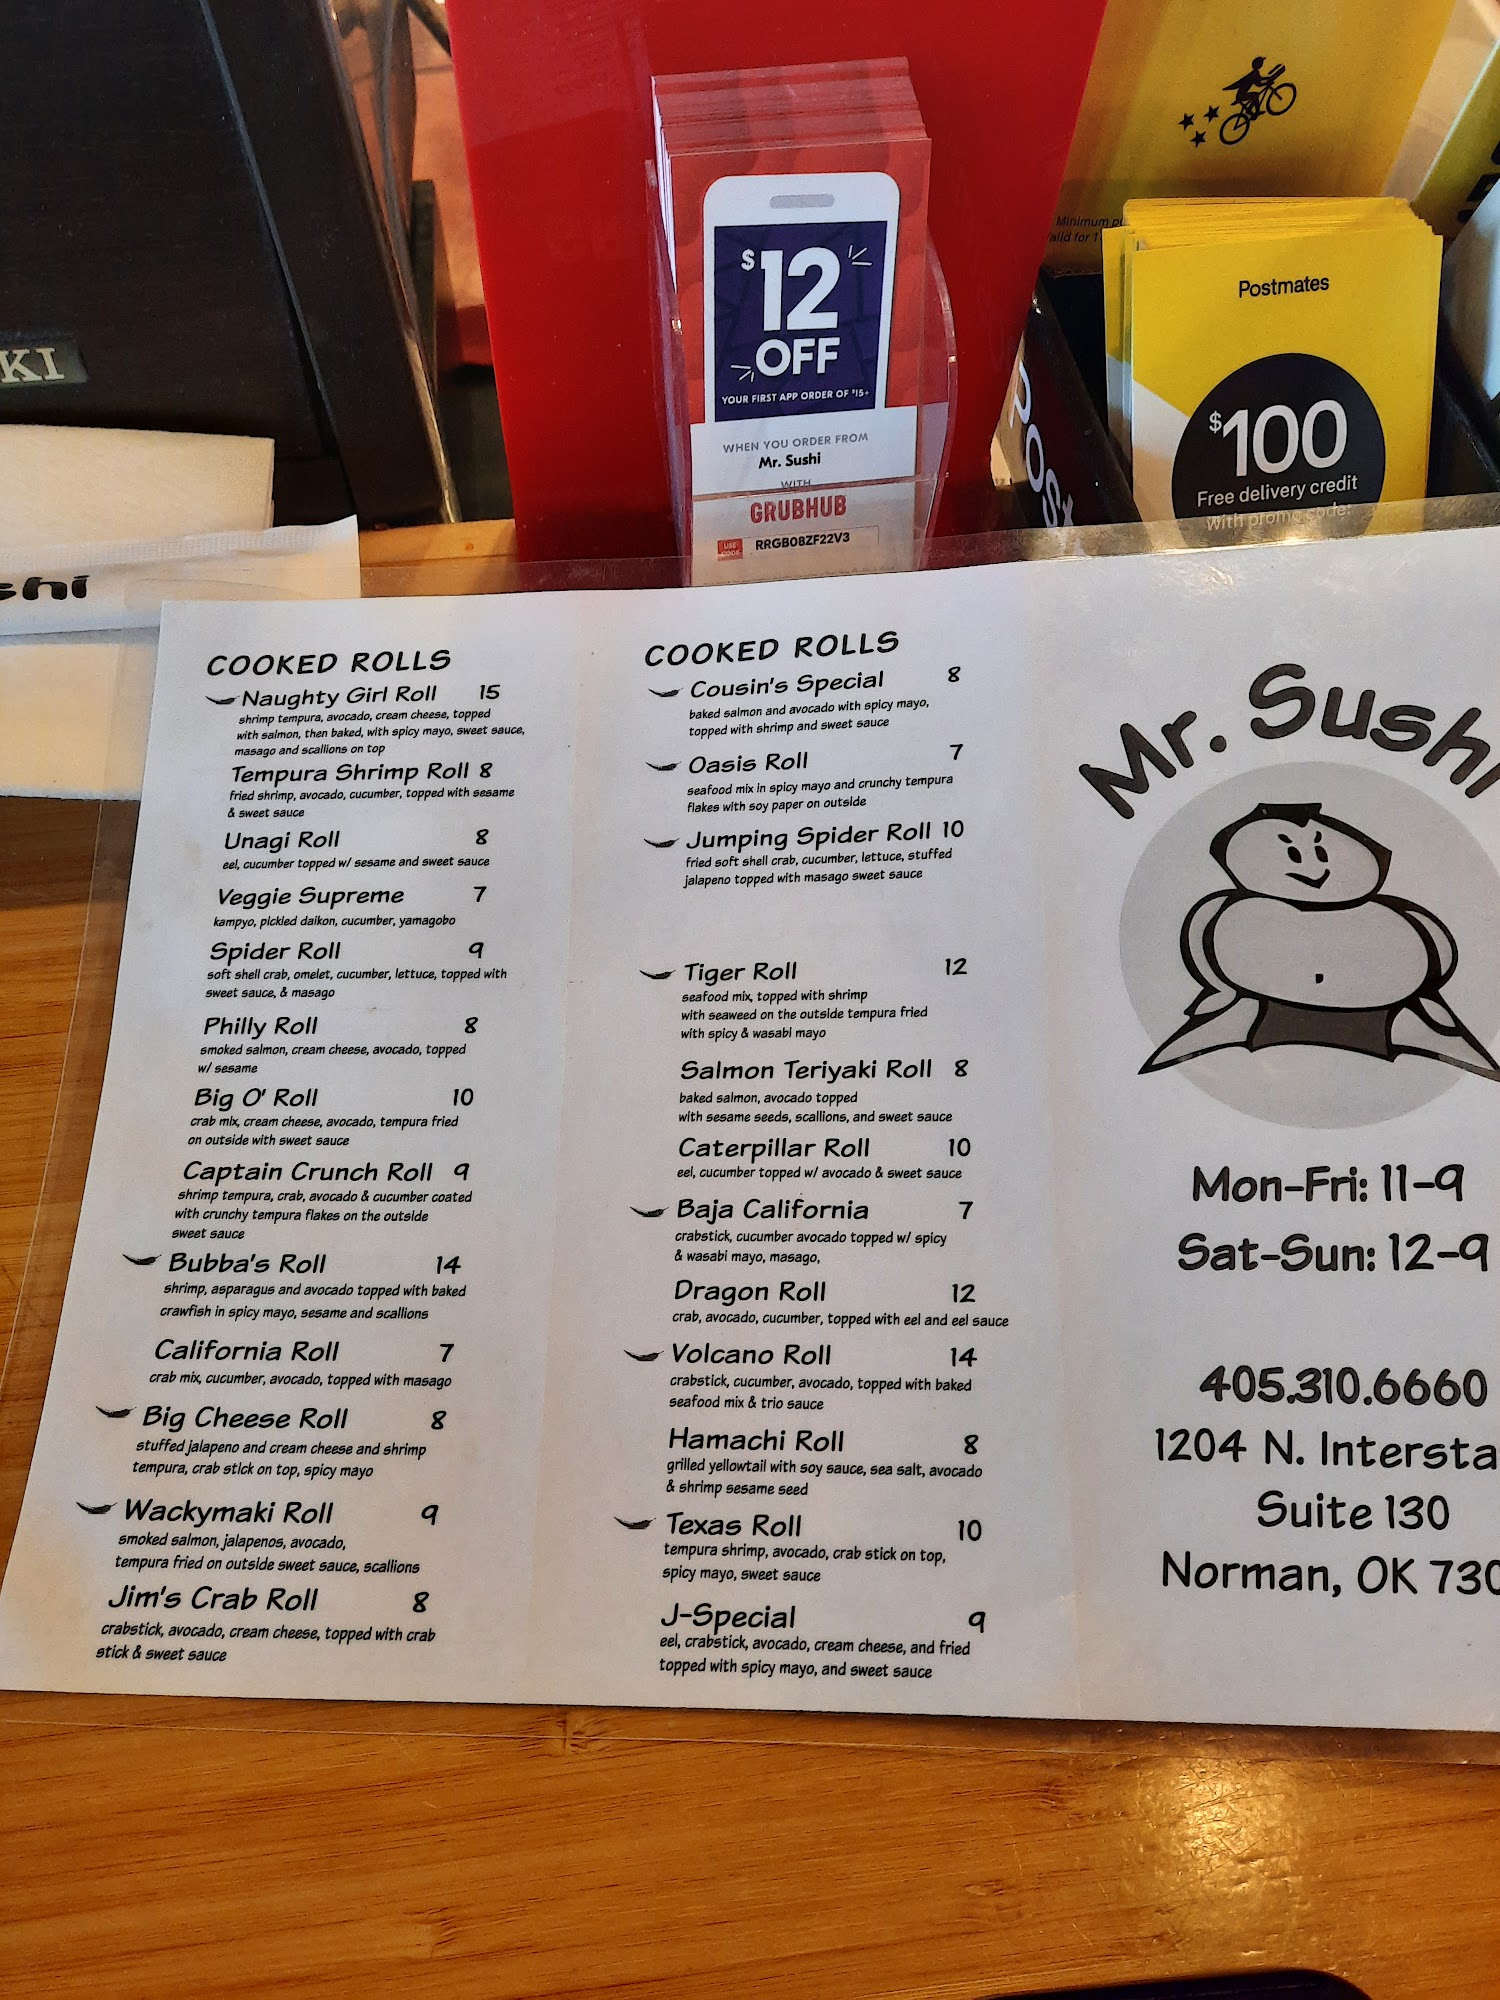 KI
shi
$12
OFF
YOUR FIRST APP ORDER OF $15+
WHEN YOU ORDER FROM
Mr. Sushi
WITH
GRUBHUB
USE CODE
RRGB08ZF22V3
Minimum
Postmates
$100
Free delivery credit
with promo code:
COOKED ROLLS
Naughty Girl Roll 15
shrimp tempura, avocado, cream cheese, topped
with salmon, then baked, with spicy mayo, sweet sauce,
masago and scallions on top
Tempura Shrimp Roll 8
fried shrimp, avocado, cucumber, topped with sesame
& sweet sauce
Unagi Roll 8
eel, cucumber topped w/ sesame and sweet sauce
Veggie Supreme 7
kampyo, pickled daikon, cucumber, yamagobo
Spider Roll 9
soft shell crab, omelet, cucumber, lettuce, topped with
sweet sauce, & masago
Philly Roll 8
smoked salmon, cream cheese, avocado, topped
w/ sesame
Big O' Roll 10
crab mix, cream cheese, avocado, tempura fried
on outside with sweet sauce
Captain Crunch Roll 9
shrimp tempura, crab, avocado & cucumber coated
with crunchy tempura flakes on the outside
sweet sauce
Bubba's Roll 14
shrimp, asparagus and avocado topped with baked
crawfish in spicy mayo, sesame and scallions
California Roll 7
crab mix, cucumber, avocado, topped with masago
Big Cheese Roll 8
stuffed jalapeno and cream cheese and shrimp
tempura, crab stick on top, spicy mayo
Wackymaki Roll 9
smoked salmon, jalapenos, avocado,
tempura fried on outside sweet sauce, scallions
Jim's Crab Roll 8
crabstick, avocado, cream cheese, topped with crab
stick & sweet sauce
COOKED ROLLS
Cousin's Special 8
baked salmon and avocado with spicy mayo,
topped with shrimp and sweet sauce
Oasis Roll 7
seafood mix in spicy mayo and crunchy tempura
flakes with soy paper on outside
Jumping Spider Roll 10
fried soft shell crab, cucumber, lettuce, stuffed
jalapeno topped with masago sweet sauce
Tiger Roll 12
seafood mix, topped with shrimp
with seaweed on the outside tempura fried
with spicy & wasabi mayo
Salmon Teriyaki Roll 8
baked salmon, avocado topped
with sesame seeds, scallions, and sweet sauce
Caterpillar Roll 10
eel, cucumber topped w/ avocado & sweet sauce
Baja California 7
crabstick, cucumber avocado topped w/ spicy
& wasabi mayo, masago,
Dragon Roll 12
crab, avocado, cucumber, topped with eel and eel sauce
Volcano Roll 14
crabstick, cucumber, avocado, topped with baked
seafood mix & trio sauce
Hamachi Roll 8
grilled yellowtail with soy sauce, sea salt, avocado
& shrimp sesame seed
Texas Roll 10
tempura shrimp, avocado, crab stick on top,
spicy mayo, sweet sauce
J-Special 9
eel, crabstick, avocado, cream cheese, and fried
topped with spicy mayo, and sweet sauce
Mr. Sushi
Mon-Fri: 11-9
Sat-Sun: 12-9
405.310.6660
1204 N. Intersta
Suite 130
Norman, OK 730